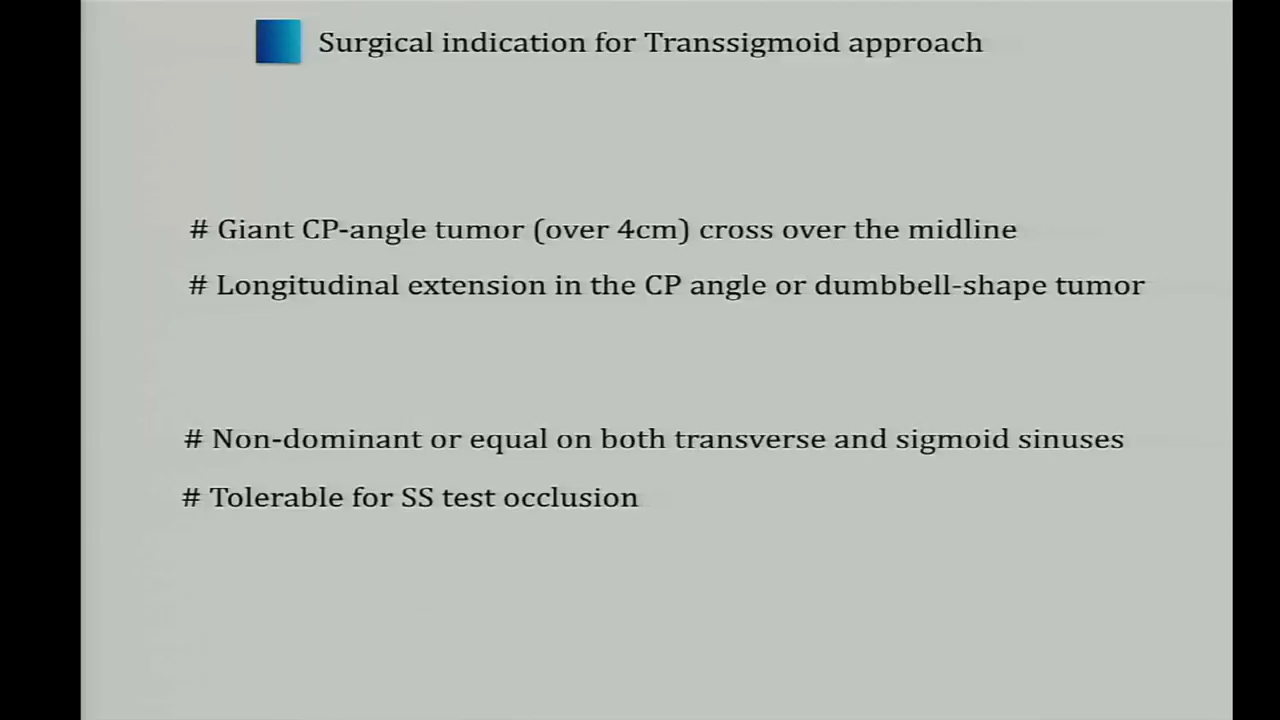 Surgical indication for Transsigmoid approach
# Giant CP-angle tumor (over 4cm) cross over the midline
# Longitudinal extension in the CP angle or dumbbell-shape tumor
# Non-dominant or equal on both transverse and sigmoid sinuses
# Tolerable for SS test occlusion